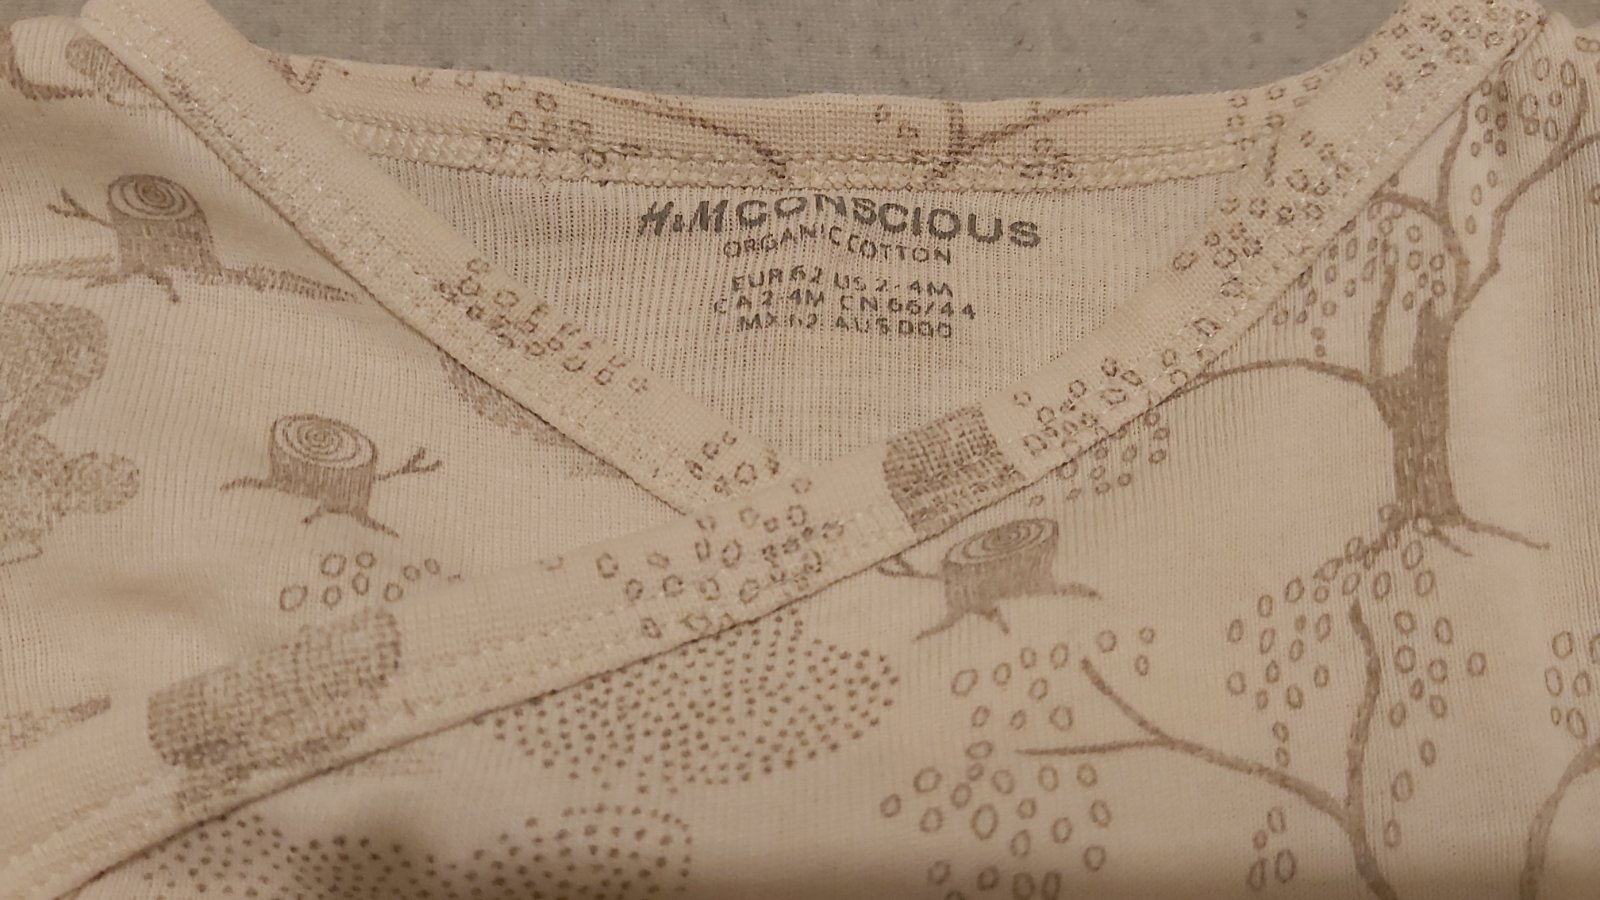 H&M CONSCIOUS
ORGANIC COTTON
EUR 62 US 2-4M
CA 2-4M CN 66/44
MX 62 AUS 000